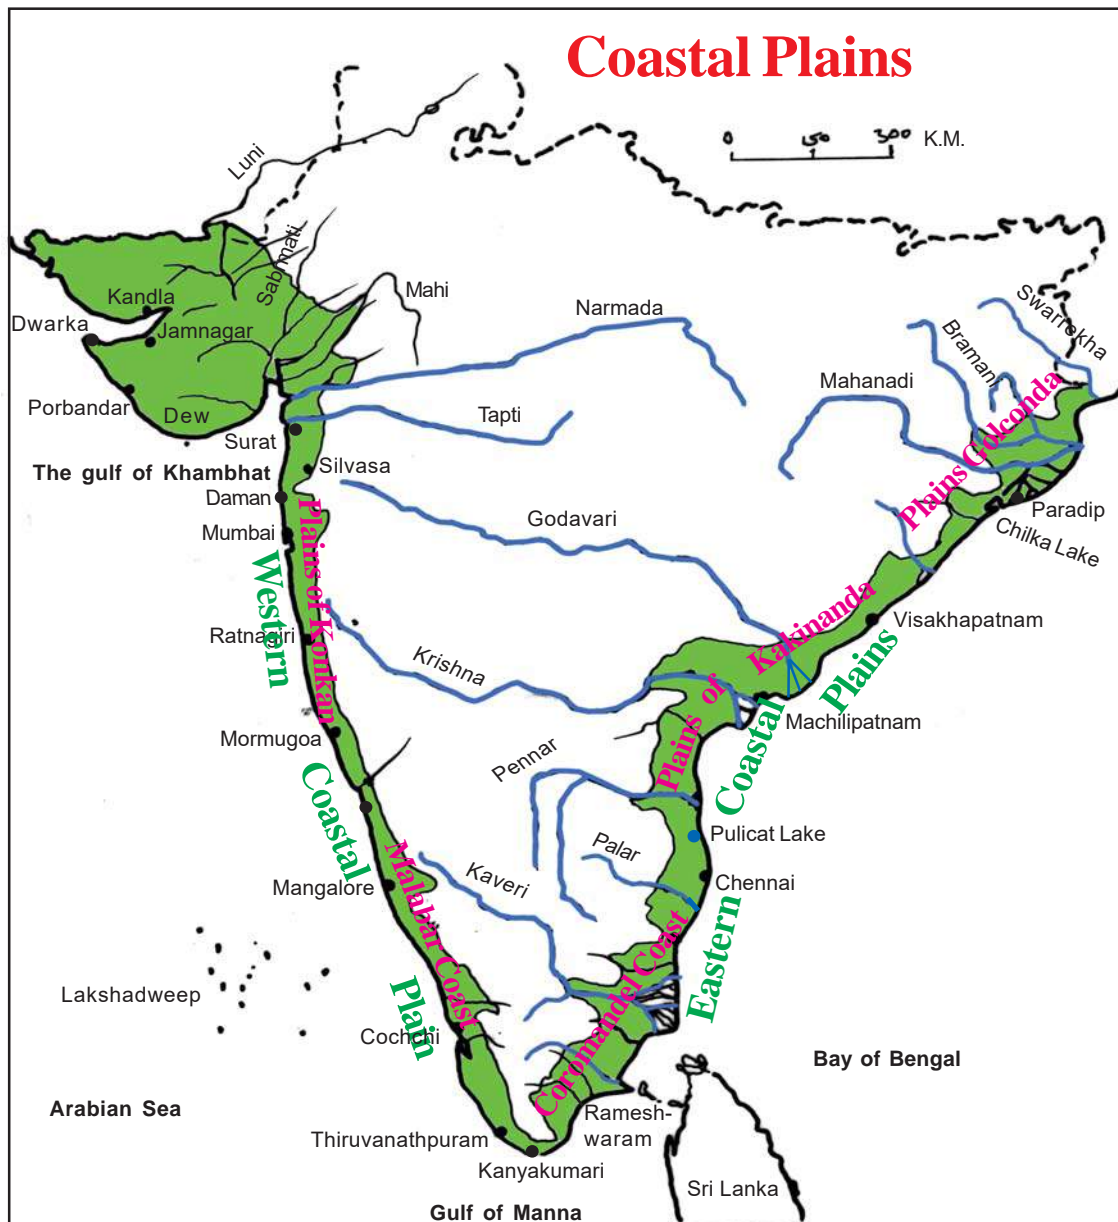 Coastal Plains
0 150 300 K.M.
Luni
Sabrmati
Mahi
Kandla
Dwarka
Jamnagar
Porbandar
Dew
Surat
The gulf of Khambhat
Silvasa
Daman
Mumbai
Narmada
Tapti
Godavari
Mahanadi
Bramani
Swarrekha
Plains Golconda
Paradip
Chilka Lake
Visakhapatnam
Plains of Kakinanda
Machilipatnam
Western Coastal Plain
Plains of Konkan
Ratnagiri
Krishna
Mormugoa
Pennar
Pulicat Lake
Palar
Chennai
Eastern Coastal Plains
Kaveri
Mangalore
Malabar Coast
Coromandel Coast
Lakshadweep
Cochchi
Bay of Bengal
Arabian Sea
Ramesh-
waram
Thiruvanathpuram
Kanyakumari
Sri Lanka
Gulf of Manna